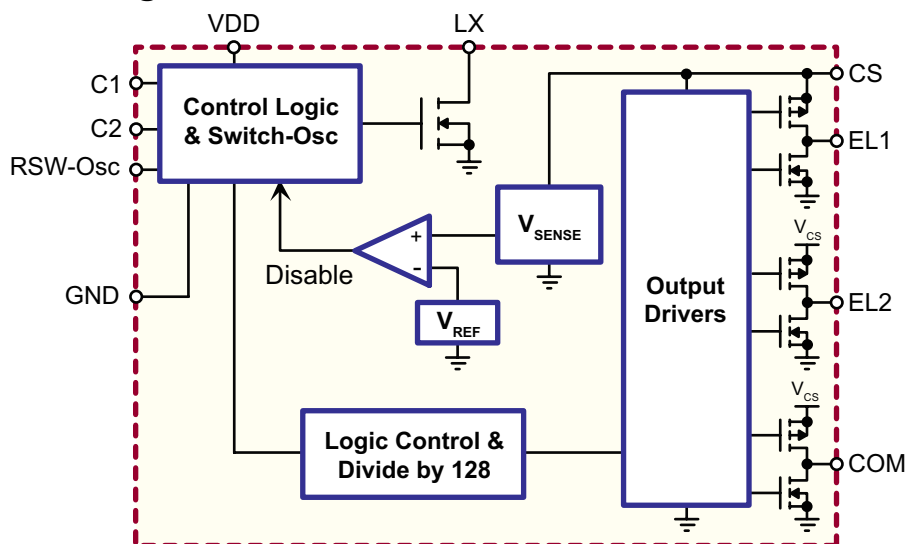 VDD
LX
C1
C2
RSW-Osc
Control Logic
& Switch-Osc
CS
EL1
VSENSE
+
-
Disable
GND
VREF
Output
Drivers
VCS
EL2
VCS
Logic Control &
Divide by 128
COM